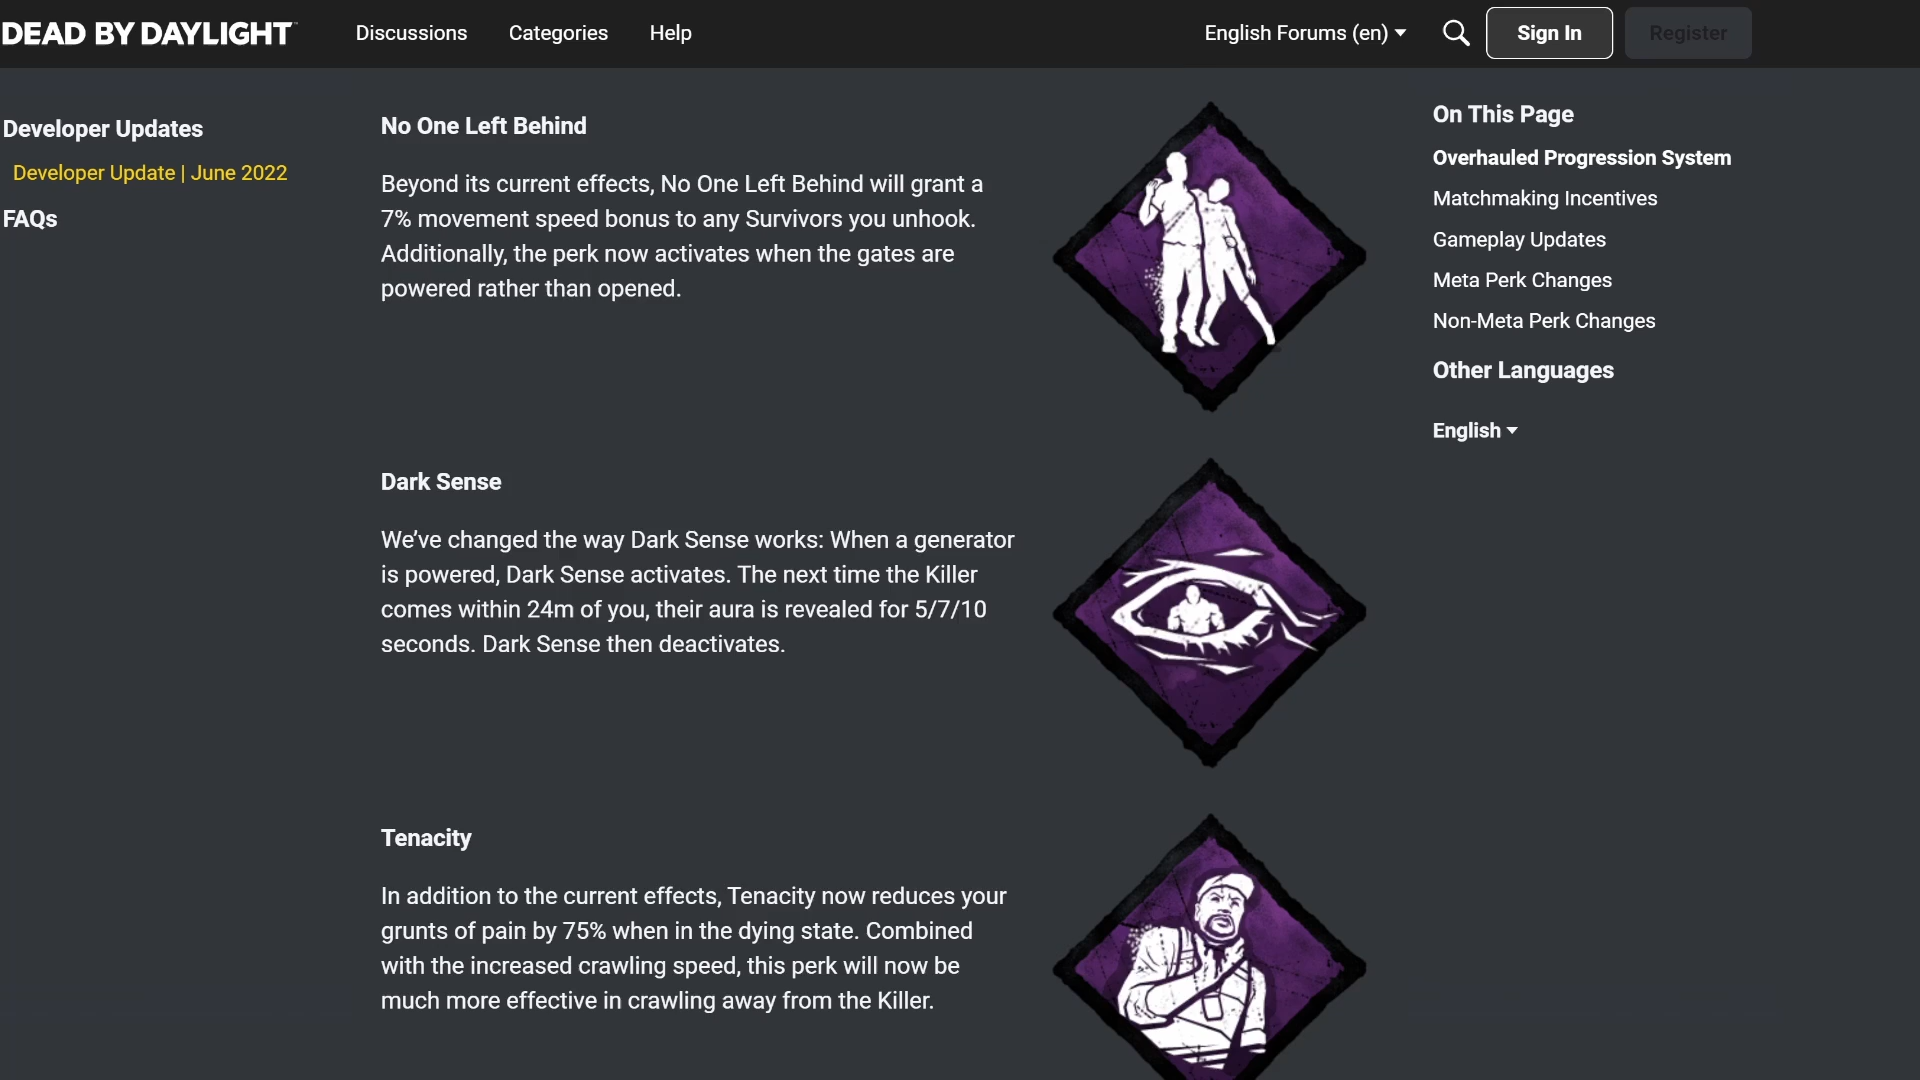 DEAD BY DAYLIGHT™
Discussions
Categories
Help
English Forums (en)
Sign In
Register
Developer Updates
Developer Update | June 2022
FAQs
No One Left Behind
Beyond its current effects, No One Left Behind will grant a
7% movement speed bonus to any Survivors you unhook.
Additionally, the perk now activates when the gates are
powered rather than opened.
Dark Sense
We’ve changed the way Dark Sense works: When a generator
is powered, Dark Sense activates. The next time the Killer
comes within 24m of you, their aura is revealed for 5/7/10
seconds. Dark Sense then deactivates.
Tenacity
In addition to the current effects, Tenacity now reduces your
grunts of pain by 75% when in the dying state. Combined
with the increased crawling speed, this perk will now be
much more effective in crawling away from the Killer.
On This Page
Overhauled Progression System
Matchmaking Incentives
Gameplay Updates
Meta Perk Changes
Non-Meta Perk Changes
Other Languages
English